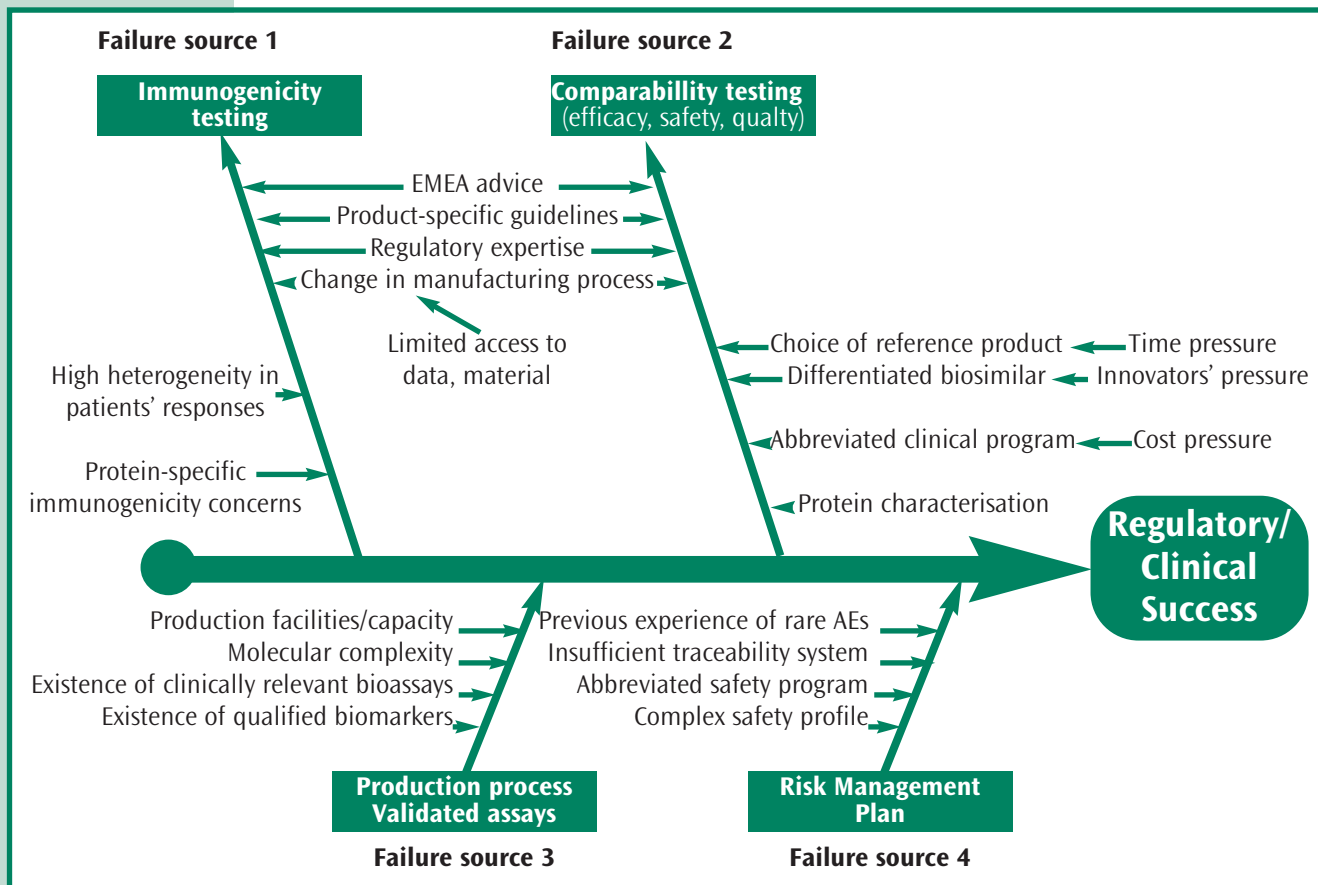 Failure source 1
Failure source 2
Immunogenicity
testing
Comparabillity testing
(efficacy, safety, qualty)
EMEA advice
Product-specific guidelines
Regulatory expertise
Change in manufacturing process
Limited access to
data, material
High heterogeneity in
patients' responses
Protein-specific
immunogenicity concerns
Choice of reference product
Time pressure
Differentiated biosimilar
Innovators' pressure
Abbreviated clinical program
Cost pressure
Protein characterisation
Regulatory/
Clinical
Success
Production facilities/capacity
Molecular complexity
Existence of clinically relevant bioassays
Existence of qualified biomarkers
Previous experience of rare AEs
Insufficient traceability system
Abbreviated safety program
Complex safety profile
Production process
Validated assays
Risk Management
Plan
Failure source 3
Failure source 4